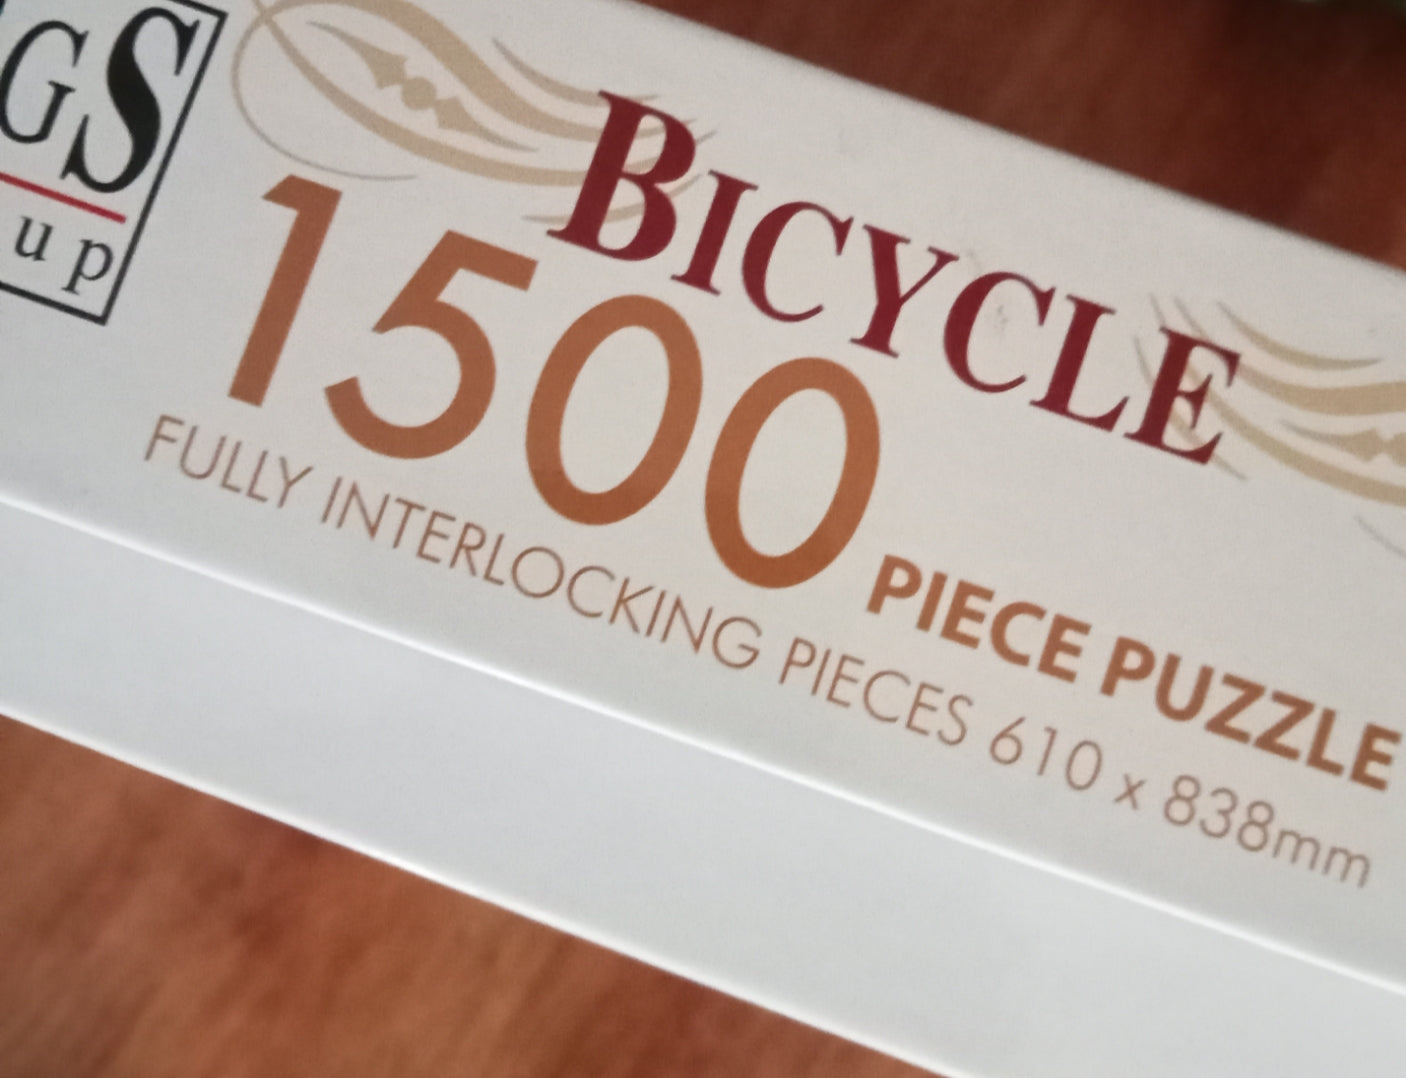 GS
up
BICYCLE
1500 PIECE PUZZLE
FULLY INTERLOCKING PIECES 610 x 838mm